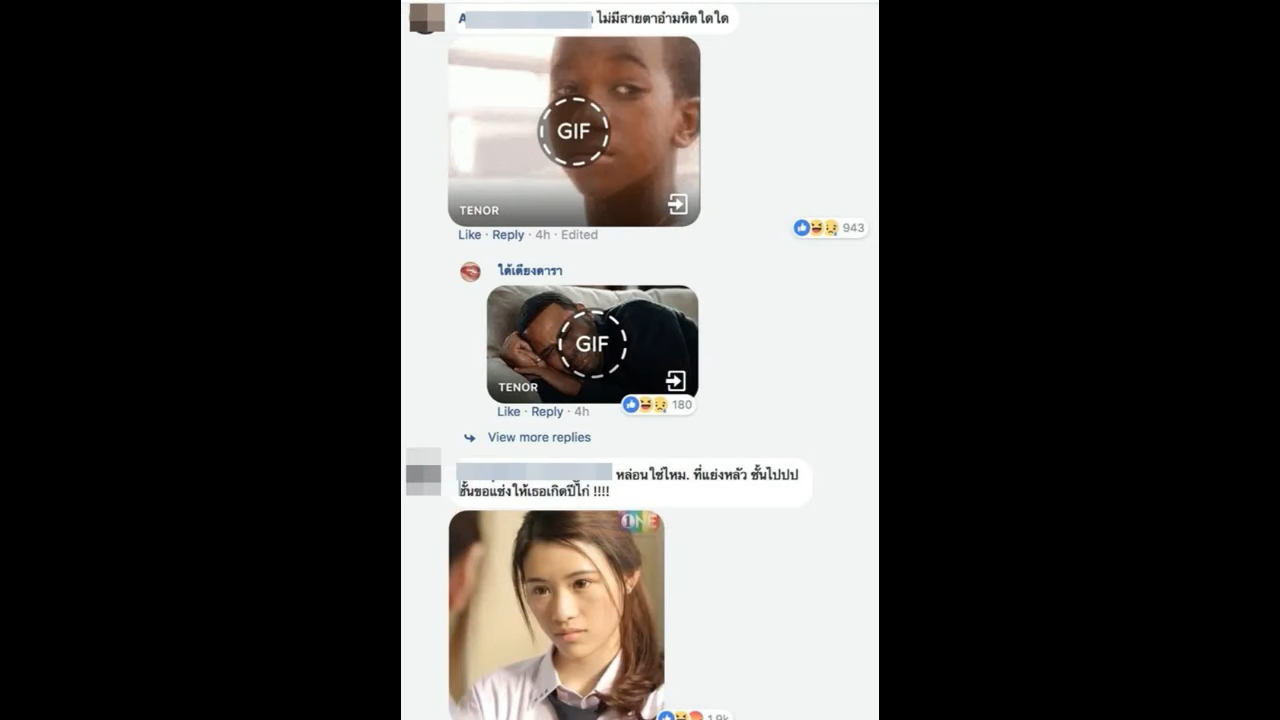 ไม่มีสายตาอำมหิตใดใด
GIF
TENOR
Like · Reply · 4h · Edited
943
ใต้เตียงดารา
GIF
TENOR
Like · Reply · 4h
180
View more replies
หล่อนใช่ไหม. ที่แย่งหลัว ชั้นไปปป
ชั้นขอแช่งให้เธอเกิดปีไก่ !!!!
ONE
1.9k